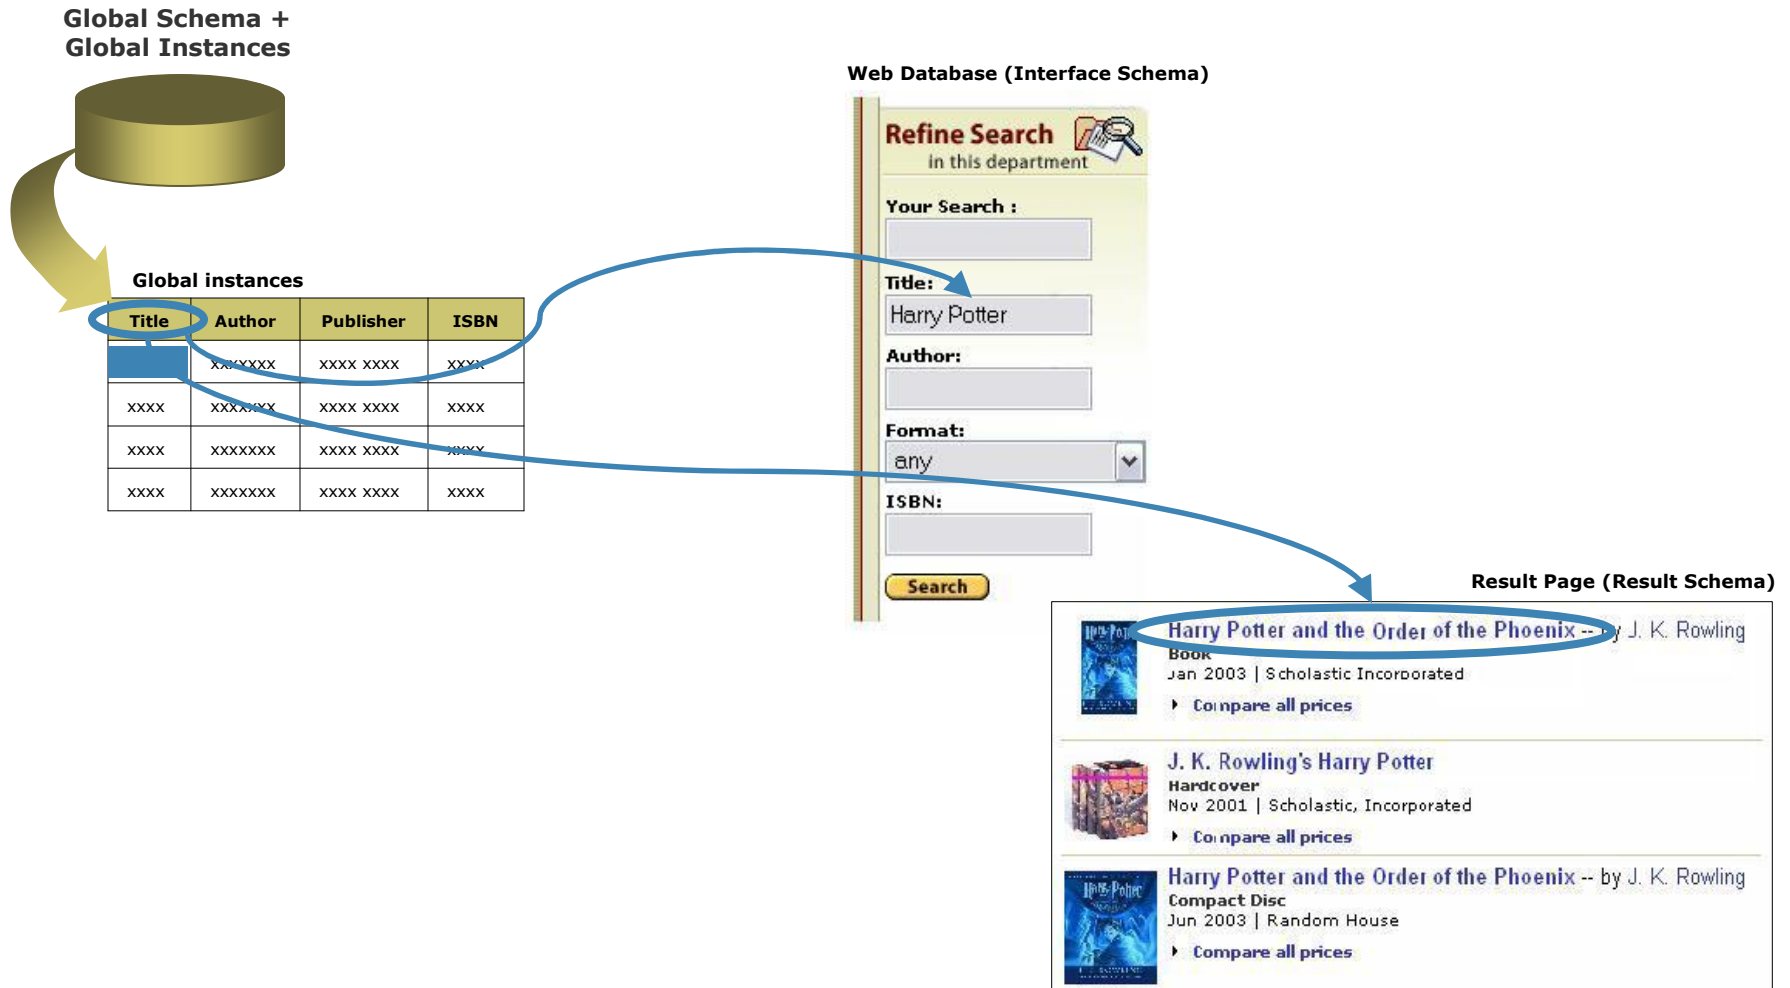 Global Schema +
Global Instances
Web Database (Interface Schema)
Refine Search
in this department
Your Search :
Title:
Harry Potter
Author:
Format:
any
ISBN:
Search
Global instances
Title Author Publisher ISBN
xxxxxxx xxxx xxxx xxxx
xxxx xxxxxxx xxxx xxxx xxxx
xxxx xxxxxxx xxxx xxxx xxxx
xxxx xxxxxxx xxxx xxxx xxxx
Result Page (Result Schema)
Harry Potter and the Order of the Phoenix -- by J. K. Rowling
Book
Jan 2003 | Scholastic Incorporated
Compare all prices
J. K. Rowling's Harry Potter
Hardcover
Nov 2001 | Scholastic, Incorporated
Compare all prices
Harry Potter and the Order of the Phoenix -- by J. K. Rowling
Compact Disc
Jun 2003 | Random House
Compare all prices
Harry Potter